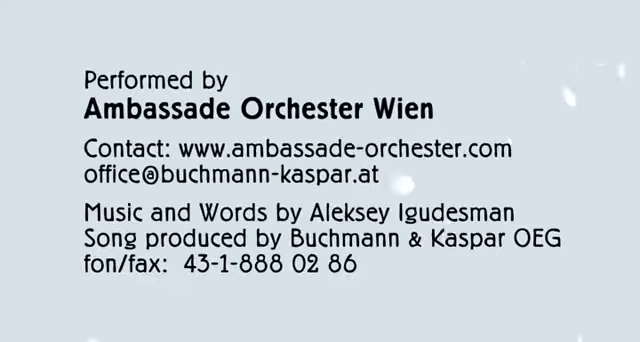 Performed by
Ambassade Orchester Wien
Contact: www.ambassade-orchester.com
office@buchmann-kaspar.at
Music and Words by Aleksey Igudesman
Song produced by Buchmann & Kaspar OEG
fon/fax: 43-1-888 02 86